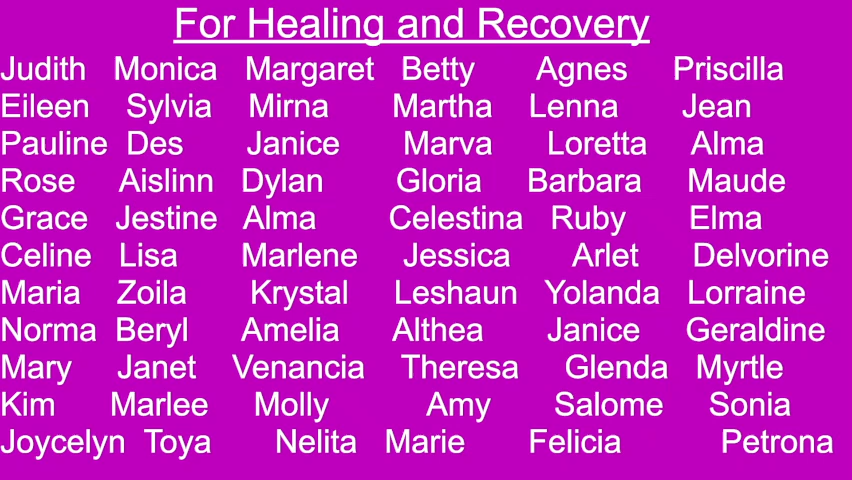 For Healing and Recovery
Judith Monica Margaret Betty Agnes Priscilla
Eileen Sylvia Mirna Martha Lenna Jean
Pauline Des Janice Marva Loretta Alma
Rose Aislinn Dylan Gloria Barbara Maude
Grace Jestine Alma Celestina Ruby Elma
Celine Lisa Marlene Jessica Arlet Delvorine
Maria Zoila Krystal Leshaun Yolanda Lorraine
Norma Beryl Amelia Althea Janice Geraldine
Mary Janet Venancia Theresa Glenda Myrtle
Kim Marlee Molly Amy Salome Sonia
Joycelyn Toya Nelita Marie Felicia Petrona